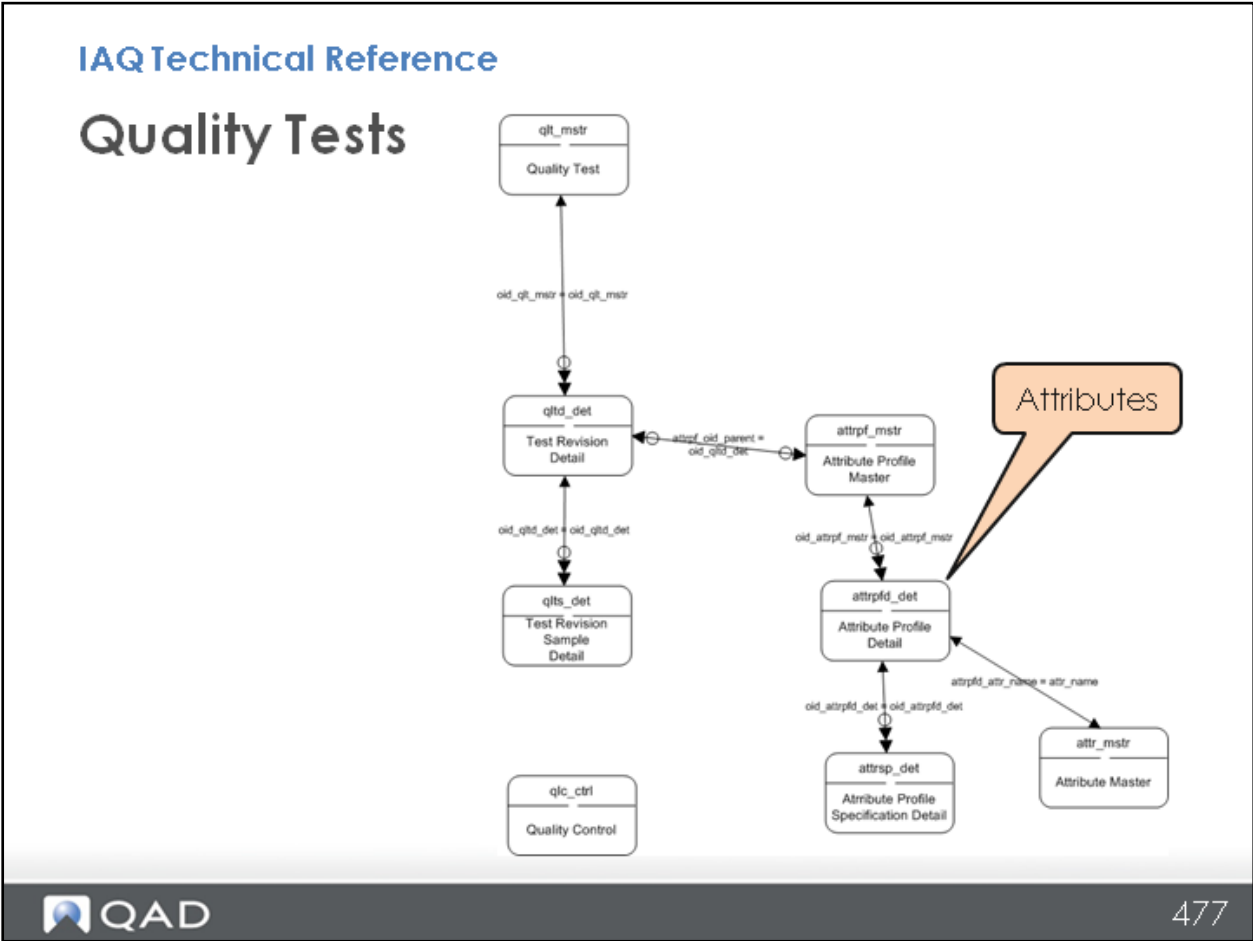 IAQ Technical Reference
Quality Tests
qlt_mstr
Quality Test
oid_qlt_mstr = oid_qlt_mstr
qltd_det
Test Revision
Detail
attrpf_oid_parent =
oid_qltd_det
attrpf_mstr
Attribute Profile
Master
Attributes
oid_qltd_det = oid_qltd_det
oid_attrpf_mstr = oid_attrpf_mstr
qlts_det
Test Revision
Sample
Detail
attrpfd_det
Attribute Profile
Detail
attrpfd_attr_name = attr_name
oid_attrpfd_det = oid_attrpfd_det
attr_mstr
Attribute Master
attrsp_det
Atrribute Profile
Specification Detail
qlc_ctrl
Quality Control
QAD
477